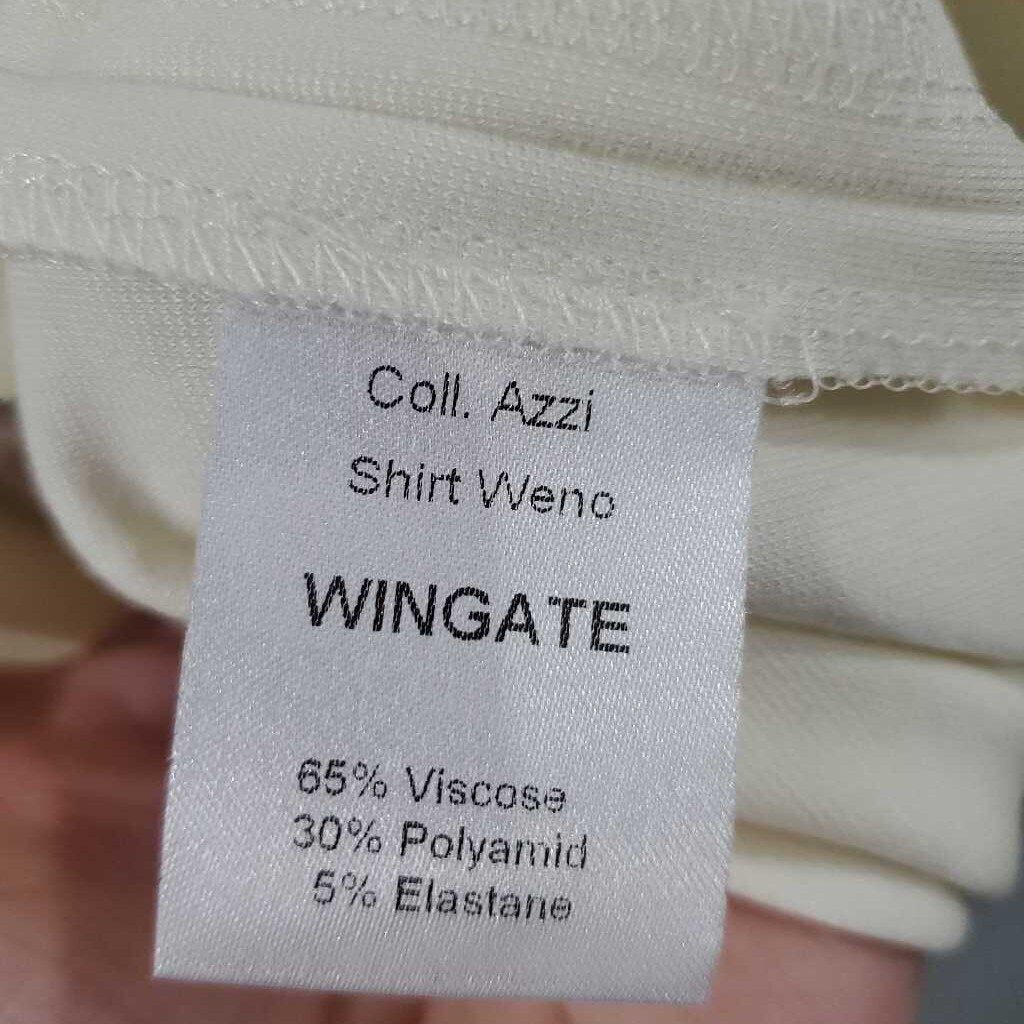 Coll. Azzi
Shirt Weno
WINGATE
65% Viscose
30% Polyamid
5% Elastane